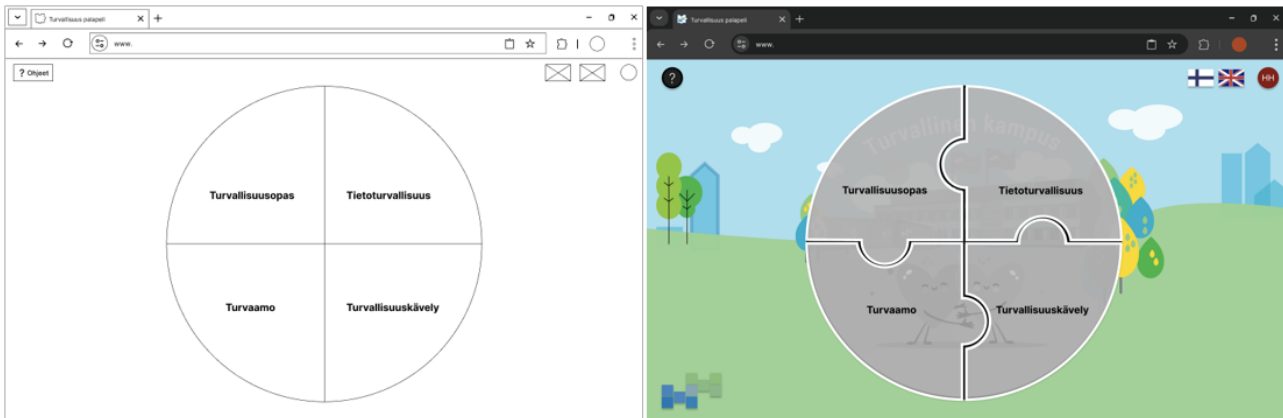 Turvallisuus palapeli
www.
? Ohjeet
Turvallisuusopas
Tietoturvallisuus
Turvaamo
Turvallisuuskävely
Turvallisuus palapeli
www.
?
HH
Turvallinen kampus
Turvallisuusopas
Tietoturvallisuus
Turvaamo
Turvallisuuskävely